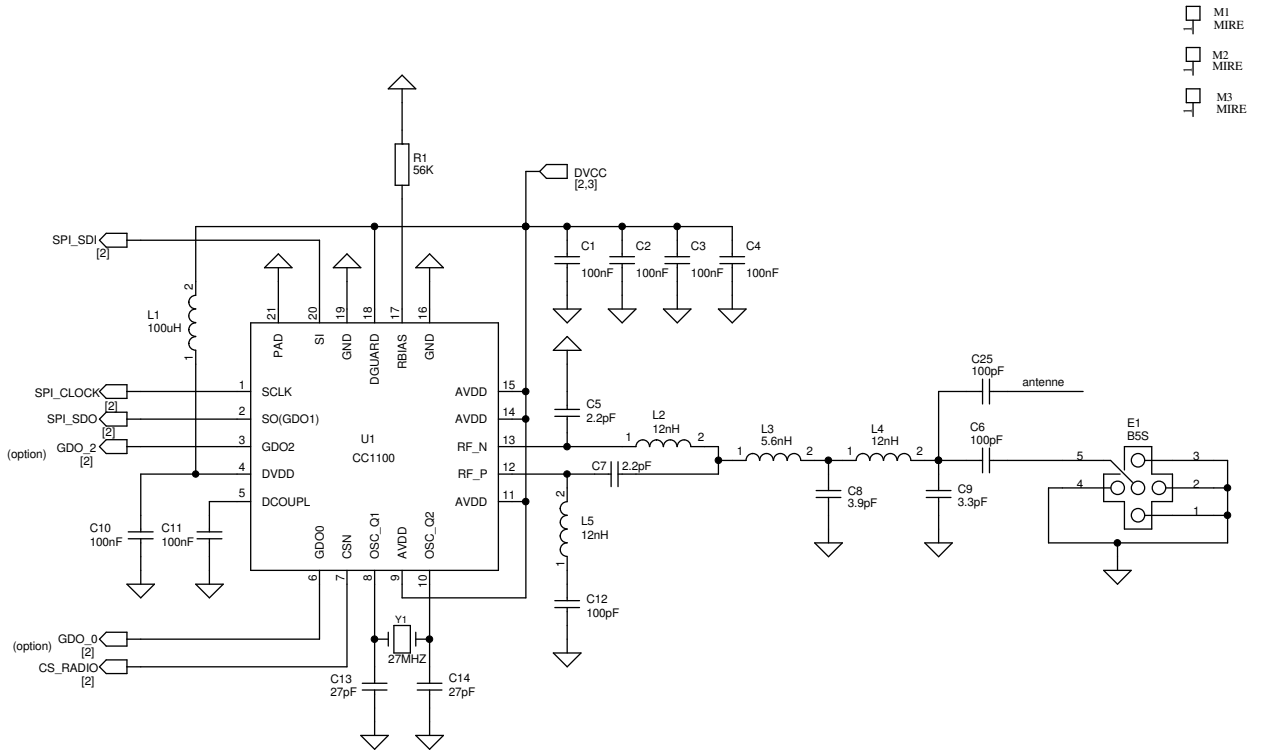 M1
MIRE
M2
MIRE
M3
MIRE
R1
56K
DVCC
[2,3]
SPI_SDI
[2]
C1
100nF
C2
100nF
C3
100nF
C4
100nF
L1
100uH
2
1
21
20
19
18
17
16
PAD
SI
GND
DGUARD
RBIAS
GND
SPI_CLOCK
[2]
1
SCLK
SPI_SDO
[2]
2
SO(GDO1)
(option)
GDO_2
[2]
3
GDO2
4
DVDD
5
DCOUPL
U1
CC1100
AVDD
15
AVDD
14
RF_N
13
RF_P
12
AVDD
11
GDO0
CSN
OSC_Q1
AVDD
OSC_Q2
6
7
8
9
10
C5
2.2pF
L2
12nH
1
2
C7
2.2pF
L3
5.6nH
1
2
L4
12nH
1
2
C25
100pF
antenne
C6
100pF
E1
B5S
5
4
3
2
1
C8
3.9pF
C9
3.3pF
2
L5
12nH
1
C12
100pF
C10
100nF
C11
100nF
(option)
GDO_0
[2]
CS_RADIO
[2]
Y1
27MHZ
C13
27pF
C14
27pF